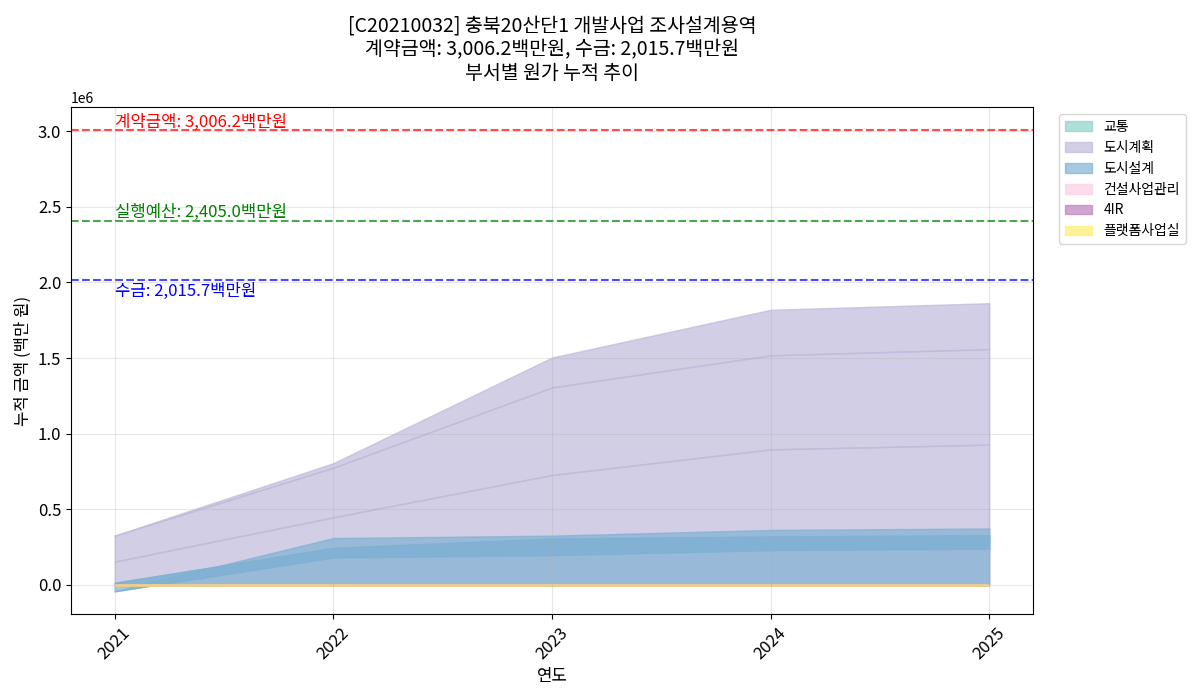 [C20210032] 충북20산단1 개발사업 조사설계용역
계약금액: 3,006.2백만원, 수금: 2,015.7백만원
부서별 원가 누적 추이
1e6
계약금액: 3,006.2백만원
실행예산: 2,405.0백만원
수금: 2,015.7백만원
3.0
2.5
2.0
1.5
1.0
0.5
0.0
누적 금액 (백만 원)
2021
2022
2023
2024
2025
연도
교통
도시계획
도시설계
건설사업관리
4IR
플랫폼사업실